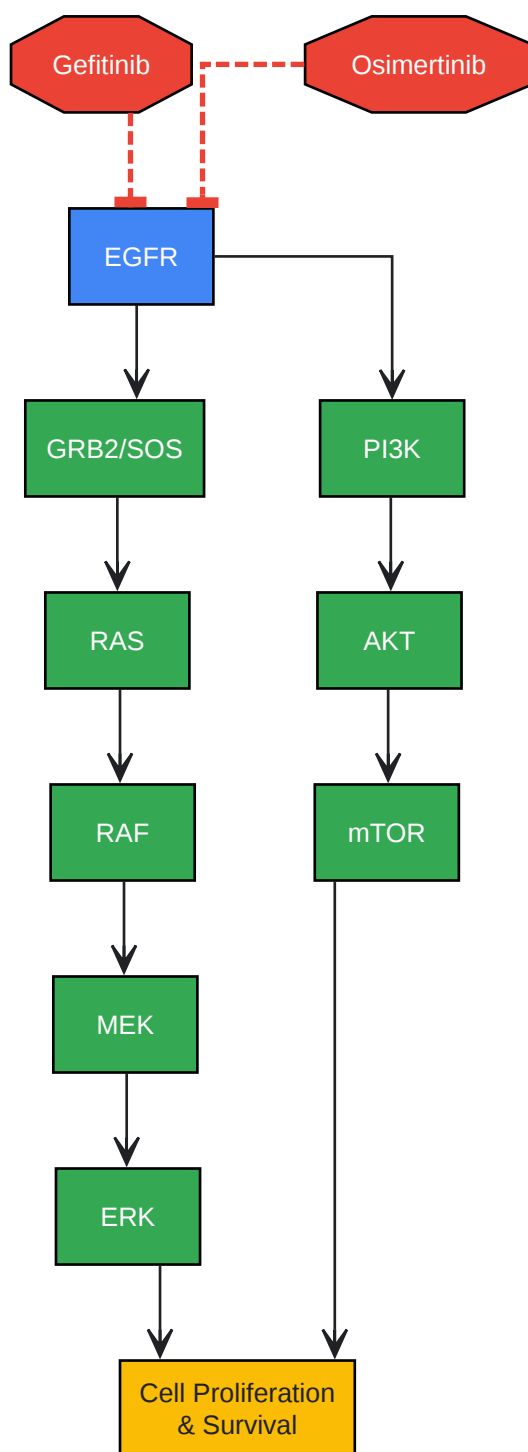 Gefitinib
Osimertinib
EGFR
GRB2/SOS
PI3K
RAS
AKT
RAF
mTOR
MEK
ERK
Cell Proliferation
& Survival